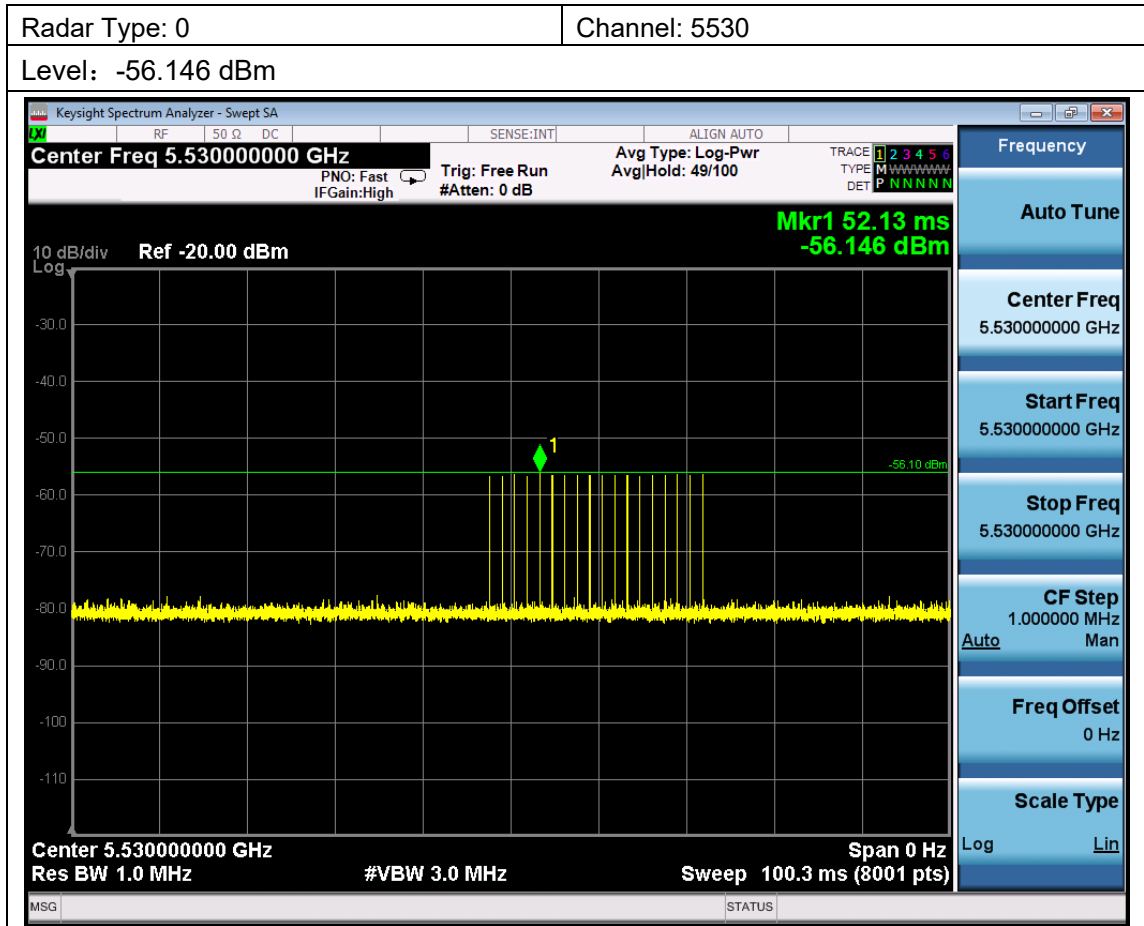 Radar Type: 0
Channel: 5530
Level：-56.146 dBm
Keysight Spectrum Analyzer - Swept SA
LXI
RF 50 Ω DC SENSE:INT ALIGN AUTO
Center Freq 5.530000000 GHz
PNO: Fast
IFGain:High
Trig: Free Run
#Atten: 0 dB
Avg Type: Log-Pwr
Avg|Hold: 49/100
TRACE 1 2 3 4 5 6
TYPE M WWWWW
DET P N N N N N
Mkr1 52.13 ms
-56.146 dBm
10 dB/div Ref -20.00 dBm
Log
-30.0
-40.0
-50.0
1
-56.10 dBm
-60.0
-70.0
-80.0
-90.0
-100
-110
Center 5.530000000 GHz Span 0 Hz
Res BW 1.0 MHz #VBW 3.0 MHz Sweep 100.3 ms (8001 pts)
MSG STATUS
Frequency
Auto Tune
Center Freq
5.530000000 GHz
Start Freq
5.530000000 GHz
Stop Freq
5.530000000 GHz
CF Step
1.000000 MHz
Auto Man
Freq Offset
0 Hz
Scale Type
Log Lin